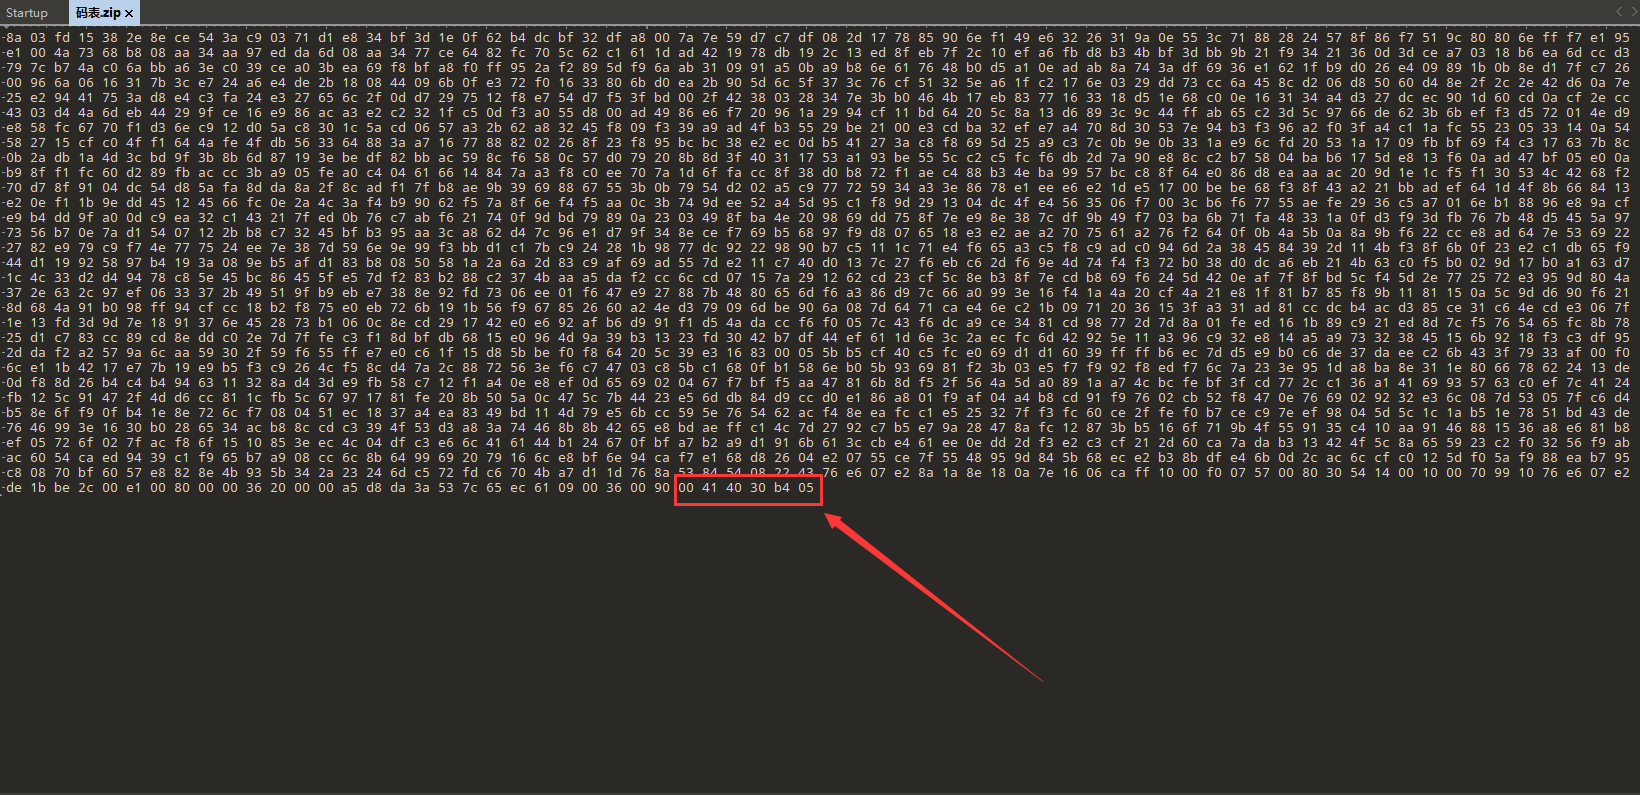 Startup
码表.zip ×
-8a 03 fd 15 38 2e 8e ce 54 3a c9 03 71 d1 e8 34 bf 3d 1e 0f 62 b4 dc bf 32 df a8 00 7a 7e 59 d7 c7 df 08 2d 17 78 85 90 6e f1 49 e6 32 26 31 9a 0e 55 3c 71 88 28 24 57 8f 86 f7 51 9c 80 80 6e ff f7 e1 95
-e1 00 4a 73 68 b8 08 aa 34 aa 97 ed da 6d 08 aa 34 77 ce 64 82 fc 70 5c 62 c1 61 1d ad 42 19 78 db 19 2c 13 ed 8f eb 7f 2c 10 ef a6 fb d8 b3 4b bf 3d bb 9b 21 f9 34 21 36 0d 3d ce a7 03 18 b6 ea 6d cc d3
-79 7c b7 4a c0 6a bb a6 3e c0 39 ce a0 3b ea 69 f8 bf a8 f0 ff 95 2a f2 89 5d f9 6a ab 31 09 91 a5 0b a9 b8 6e 61 76 48 b0 d5 a1 0e ad ab 8a 74 3a df 69 36 e1 62 1f b9 d0 26 e4 09 89 1b 0b 8e d1 7f c7 26
-00 96 6a 06 16 31 7b 3c e7 24 a6 e4 de 2b 18 08 44 09 6b 0f e3 72 f0 16 33 80 6b d0 ea 2b 90 5d 6c 5f 37 3c 76 cf 51 32 5e a6 1f c2 17 6e 03 29 dd 73 cc 6a 45 8c d2 06 d8 50 60 d4 8e 2f 2c 2e 42 d6 0a 7e
-25 e2 94 41 75 3a d8 e4 c3 fa 24 e3 27 65 6c 2f 0d d7 29 75 12 f8 e7 54 d7 f5 3f bd 00 2f 42 38 03 28 34 7e 3b b0 46 4b 17 eb 83 77 16 33 18 d5 1e 68 c0 0e 16 31 34 a4 d3 27 dc ec 90 1d 60 cd 0a cf 2e cc
-43 03 d4 4a 6d eb 44 29 9f ce 16 e9 86 ac a3 e2 c2 32 1f c5 0d f3 a0 55 d8 00 ad 49 86 e6 f7 20 96 1a 29 94 cf 11 bd 64 20 5c 8a 13 d6 89 3c 9c 44 ff ab 65 c2 3d 5c 97 66 de 62 3b 6b ef f3 d5 72 01 4e d9
-e8 58 fc 67 70 f1 d3 6e c9 12 d0 5a c8 30 1c 5a cd 06 57 a3 2b 62 a8 32 45 f8 09 f3 39 a9 ad 4f b3 55 29 be 21 00 e3 cd ba 32 ef e7 a4 70 8d 30 53 7e 94 b3 f3 96 a2 f0 3f a4 c1 1a fc 55 23 05 33 14 0a 54
-58 27 15 cf c0 4f f1 64 4a fe 4f db 56 33 64 88 3a a7 16 77 88 82 02 26 8f 23 f8 95 bc bc 38 e2 ec 0d b5 41 27 3a c8 f8 69 5d 25 a9 c3 7c 0b 9e 0b 33 1a e9 6c fd 20 53 1a 17 09 fb bf 69 f4 c3 17 63 7b 8c
-0b 2a db 1a 4d 3c bd 9f 3b 8b 6d 87 19 3e be df 82 bb ac 59 8c f6 58 0c 57 d0 79 20 8b 8d 3f 40 31 17 53 a1 93 be 55 5c c2 c5 fc f6 db 2d 7a 90 e8 8c c2 b7 58 04 ba b6 17 5d e8 13 f6 0a ad 47 bf 05 e0 0a
-b9 8f f1 fc 60 d2 89 fb ac cc 3b a9 05 fe a0 c4 04 61 66 14 84 7a a3 f8 c0 ee 70 7a 1d 6f fa cc 8f 38 d0 b8 72 f1 ae c4 88 b3 4e ba 99 57 bc c8 8f 64 e0 86 d8 ea aa ac 20 9d 1e 1c f5 f1 30 53 4c 42 68 f2
-70 d7 8f 91 04 dc 54 d8 5a fa 8d da 8a 2f 8c ad f1 7f b8 ae 9b 39 69 88 67 55 3b 0b 79 54 d2 02 a5 c9 77 72 59 34 a3 3e 86 78 e1 ee e6 e2 1d e5 17 00 be be 68 f3 8f 43 a2 21 bb ad ef 64 1d 4f 8b 66 84 13
-e2 0e f1 1b 9e dd 45 12 45 66 fc 0e 2a 4c 3a f4 b9 90 62 f5 7a 8f 6e f4 f5 aa 0c 3b 74 9d ee 52 a4 5d 95 c1 f8 9d 29 13 04 dc 4f e4 56 35 06 f7 00 3c b6 f6 77 55 ae fe 29 36 c5 a7 01 6e b1 88 96 e8 9a cf
-e9 b4 dd 9f a0 0d c9 ea 32 c1 43 21 7f ed 0b 76 c7 ab f6 21 74 0f 9d bd 79 89 0a 23 03 49 8f ba 4e 20 98 69 dd 75 8f 7e e9 8e 38 7c df 9b 49 f7 03 ba 6b 71 fa 48 33 1a 0f d3 f9 3d fb 76 7b 48 d5 45 5a 97
-73 56 b7 0e 7a d1 54 07 12 2b b8 c7 32 45 bf b3 95 aa 3c a8 62 d4 7c 96 e1 d7 9f 34 8e cf e9 b5 68 97 f9 d8 07 65 18 e3 e2 ae a2 70 75 61 a2 76 f2 64 0f 0b 4a 5b 0a 8a 9b f6 22 cc e8 ad 64 7e 53 69 22
-27 82 e9 79 c9 f7 4e 77 75 24 ee 7e 38 7d 59 6e 9e 99 f3 bb d1 c1 7b c9 24 28 1b 98 77 dc 92 22 98 90 b7 c5 11 1c 71 e4 f6 65 a3 c5 f8 c9 ad c0 94 6d 2a 38 45 84 39 2d 11 4b f3 8f 6b 0f 23 e2 c1 db 65 f9
-44 d1 19 92 58 97 b4 19 3a 08 9e b5 af d1 83 b8 08 50 58 1a 2a 6a 2d 83 c9 af 69 ad 55 7d e2 11 c7 40 d0 13 7c 27 f6 eb c6 2d f6 9e 4d 74 f4 f3 72 b0 38 d0 dc a6 eb 21 4b 63 c0 f5 b0 02 9d 17 b0 a1 63 d7
-1c 4c 33 d2 d4 94 78 c8 5e 45 bc 86 45 5f e5 7d f2 83 b2 88 c2 37 4b aa a5 da f2 cc 6c cd 07 15 7a 29 12 62 cd 23 cf 5c 8e b3 8f 7e cd b8 69 f6 24 5d 42 0e af 7f 8f bd 5c f4 5d 2e 77 25 72 e3 95 9d 80 4a
-37 2e 63 2c 97 ef 06 33 37 2b 49 51 9f b9 eb e7 38 8e 92 fd 73 06 ee 01 f6 47 e9 27 88 7b 48 80 65 6d f6 a3 86 d9 7c 66 a0 99 3e 16 f4 1a 4a 20 cf 4a 21 e8 1f 81 b7 85 f8 9b 11 81 15 0a 5c 9d d6 90 f6 21
-8d 68 4a 91 b0 98 ff 94 cf cc 18 b2 f8 75 e0 eb 72 6b 19 1b 56 f9 67 85 26 60 a2 4e d3 79 09 6d be 90 6a 08 7d 64 71 ca e4 6e c2 1b 09 71 20 36 15 3f a3 31 ad 81 cc dc b4 ac d3 85 ce 31 c6 4e cd e3 06 7f
-1e 13 fd 3d 9d 7e 18 91 37 6e 45 28 73 b1 06 0c 8e cd 29 17 42 e0 e6 92 af b6 d9 91 f1 d5 4a da cc f6 f0 05 7c 43 f6 dc a9 ce 34 81 cd 98 77 2d 7d 8a 01 fe ed 16 1b 89 c9 21 ed 8d 7c f5 76 54 65 fc 8b 78
-25 d1 c7 83 cc 89 cd 8e dd c0 2e 7d 7f fe c3 f1 8d bf db 68 15 e0 96 4d 9a 39 b3 13 23 fd 30 42 b7 df 44 ef 61 1d 6e 3c 2a ec fc 6d 42 92 5e 11 a3 96 c9 32 e8 14 a5 a9 73 32 38 45 15 6b 92 18 f3 c3 df 95
-2d da f2 a2 57 9a 6c aa 59 30 2f 59 f6 55 ff e7 e0 c6 1f 15 d8 5b be f0 f8 64 20 5c 39 e3 16 83 00 05 5b b5 cf 40 c5 fc e0 69 d1 d1 60 39 ff ff b6 ec 7d d5 e9 b0 c6 de 37 da ee c2 6b 43 3f 79 33 af 00 f0
-6c e1 1b 42 17 e7 7b 19 e9 b5 f3 c9 26 4c f5 8c d4 7a 2c 88 72 56 3e f6 c7 47 03 c8 5b c1 68 0f b1 58 6e b0 5b 93 69 81 f2 3b 03 e5 f7 f9 92 f8 ed f7 6c 7a 23 3e 95 1d a8 ba 8e 31 1e 80 66 78 62 24 13 de
-0d f8 8d 26 b4 c4 b4 94 63 11 32 8a d4 3d e9 fb 58 c7 12 f1 a4 0e e8 ef 0d 65 69 02 04 67 f7 bf f5 aa 47 81 6b 8d f5 2f 56 4a 5d a0 89 1a a7 4c bc fe bf 3f cd 77 2c c1 36 a1 41 69 93 57 63 c0 ef 7c 41 24
-fb 12 5c 91 47 2f 4d d6 cc 81 1c fb 5c 67 97 17 81 fe 20 8b 50 5a 0c 47 5c 7b 44 23 e5 6d db 84 d9 cc d0 e1 86 a8 01 f9 af 04 a4 b8 cd 91 f9 76 02 cb 52 f8 47 0e 76 69 02 92 32 e3 6c 08 b7 5d 53 05 7f c6 d4
-b5 8e 6f f9 0f b4 1e 8e 72 6c f7 08 04 51 ec 18 37 a4 ea 83 49 bd 11 4d 79 e5 6b cc 59 5e 76 54 62 ac f4 8e ea fc c1 e5 25 32 7f f3 fc 60 ce 2f fe f0 b7 ce c9 7e ef 98 04 5d 5c 1c 1a b5 1e 78 51 bd 43 de
-76 46 99 3e 16 30 b0 28 65 34 ac b8 8c cd c3 39 4f 53 d3 a8 3a 74 46 8b 8b 42 65 e8 bd ae ff c1 4c 7d 27 92 c7 b5 e7 9a 28 47 8a fc 12 87 3b b5 16 6f 71 9b 4f 55 91 35 c4 10 aa 91 46 88 15 36 a8 e6 81 b8
-ef 05 72 6f 02 7f ac f8 6f 15 10 85 3e ec 4c 04 df c3 e6 6c 41 61 44 b1 24 67 0f bf a7 b2 a9 d1 91 6b 61 3c cb e4 61 ee 0e dd 2d f3 e2 c3 cf 21 2d 60 ca 7a da b3 13 42 4f 5c 8a 65 59 23 c2 f0 32 56 f9 ab
-ac 60 54 ca ed 94 39 c1 f9 65 b7 a9 08 cc 6c 8b 64 99 69 20 79 16 6c e8 bf 6e 94 ca f7 e1 68 d8 26 04 e2 07 55 ce 7f 55 48 95 9d 84 5b 68 ec e2 b3 8b df e4 6b 0d 2c ac 6c cf c0 12 5d f0 5a f9 88 ea b7 95
-c8 08 70 bf 60 57 e8 82 8e 4b 93 5b 34 2a 23 24 6d c5 72 fd c6 70 4b a7 d1 1d 76 8a 53 84 54 08 22 43 76 e6 07 e2 8a 1a 8e 18 0a 7e 16 06 ca ff 10 00 f0 07 57 00 80 30 54 14 00 10 00 70 99 10 76 e6 07 e2
-de 1b be 2c 00 e1 00 80 00 00 36 20 00 00 a5 d8 da 3a 53 7c 65 ec 61 09 00 36 00 90 00 41 40 30 b4 05